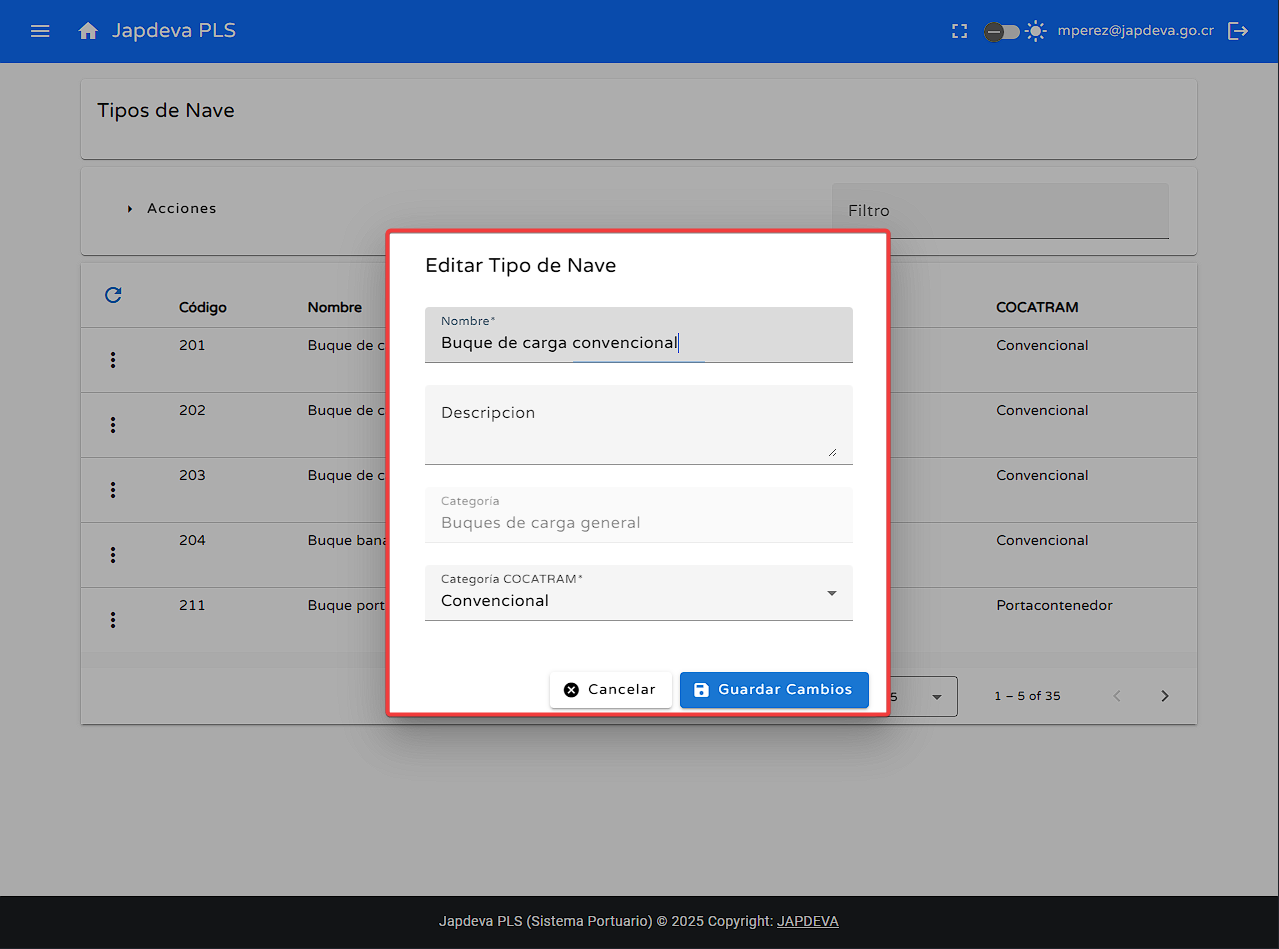 Japdeva PLS
mperez@japdeva.go.cr
Tipos de Nave
Acciones
Filtro
Editar Tipo de Nave
Nombre*
Buque de carga convencional
Descripcion
Categoría
Buques de carga general
Categoría COCATRAM*
Convencional
Cancelar
Guardar Cambios
Código Nombre COCATRAM
201 Buque de c Convencional
202 Buque de c Convencional
203 Buque de c Convencional
204 Buque bana Convencional
211 Buque port Portacontenedor
5 1 – 5 of 35
Japdeva PLS (Sistema Portuario) © 2025 Copyright: JAPDEVA